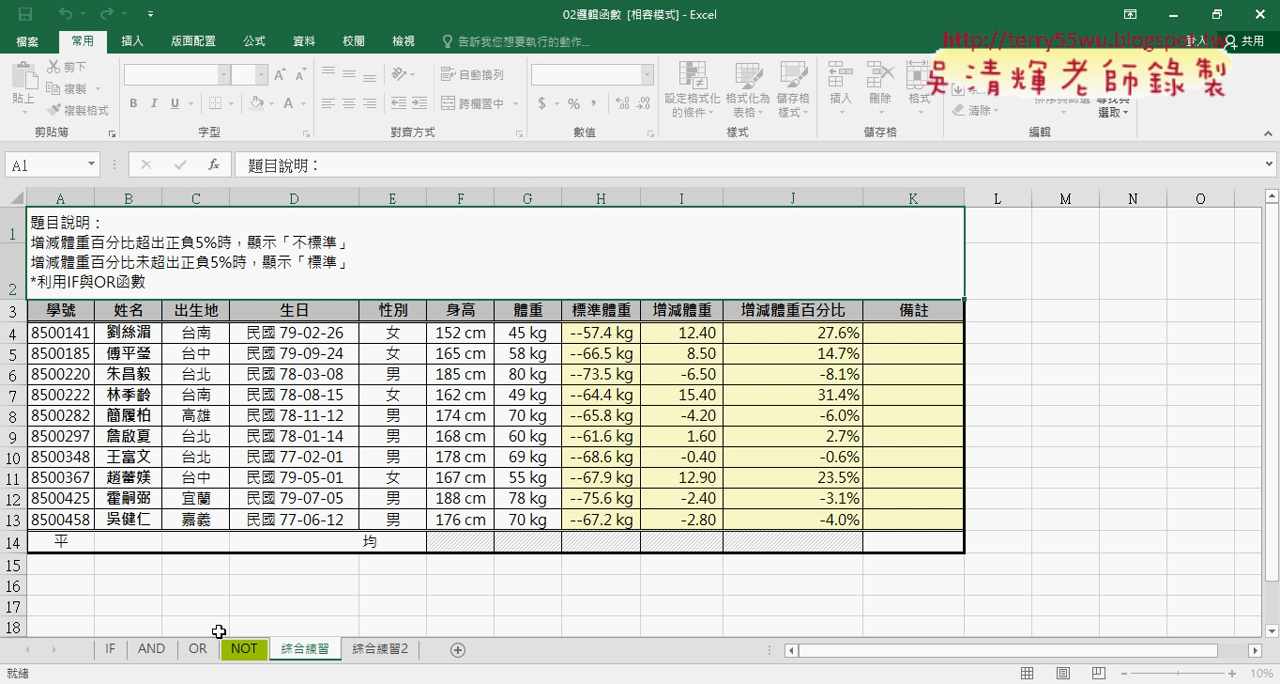 02邏輯函數 [相容模式] - Excel
檔案 常用 插入 版面配置 公式 資料 校閱 檢視 告訴我您想要執行的動作... 登入 共用
http://terry55wu.blogspot.tw
吳清輝老師錄製
貼上 剪下 複製 複製格式 剪貼簿
B I U A A A 字型
自動換列 跨欄置中 對齊方式
$ % , 數值
設定格式化的條件 格式化為表格 儲存格樣式 樣式
插入 刪除 格式 儲存格
清除 排序與篩選 尋找與選取 編輯
A1 fx 題目說明：
A B C D E F G H I J K L M N O
1 題目說明：
增減體重百分比超出正負5%時，顯示「不標準」
增減體重百分比未超出正負5%時，顯示「標準」
2 *利用IF與OR函數
3 學號 姓名 出生地 生日 性別 身高 體重 標準體重 增減體重 增減體重百分比 備註
4 8500141 劉絲湄 台南 民國 79-02-26 女 152 cm 45 kg --57.4 kg 12.40 27.6%
5 8500185 傅平瑩 台中 民國 79-09-24 女 165 cm 58 kg --66.5 kg 8.50 14.7%
6 8500220 朱昌毅 台北 民國 78-03-08 男 185 cm 80 kg --73.5 kg -6.50 -8.1%
7 8500222 林季齡 台南 民國 78-08-15 女 162 cm 49 kg --64.4 kg 15.40 31.4%
8 8500282 簡履柏 高雄 民國 78-11-12 男 174 cm 70 kg --65.8 kg -4.20 -6.0%
9 8500297 詹啟夏 台北 民國 78-01-14 男 168 cm 60 kg --61.6 kg 1.60 2.7%
10 8500348 王富文 台北 民國 77-02-01 男 178 cm 69 kg --68.6 kg -0.40 -0.6%
11 8500367 趙蕾媄 台中 民國 79-05-01 女 167 cm 55 kg --67.9 kg 12.90 23.5%
12 8500425 霍嗣弼 宜蘭 民國 79-07-05 男 188 cm 78 kg --75.6 kg -2.40 -3.1%
13 8500458 吳健仁 嘉義 民國 77-06-12 男 176 cm 70 kg --67.2 kg -2.80 -4.0%
14 平 均
15
16
17
18
IF AND OR NOT 綜合練習 綜合練習2
就緒 10%